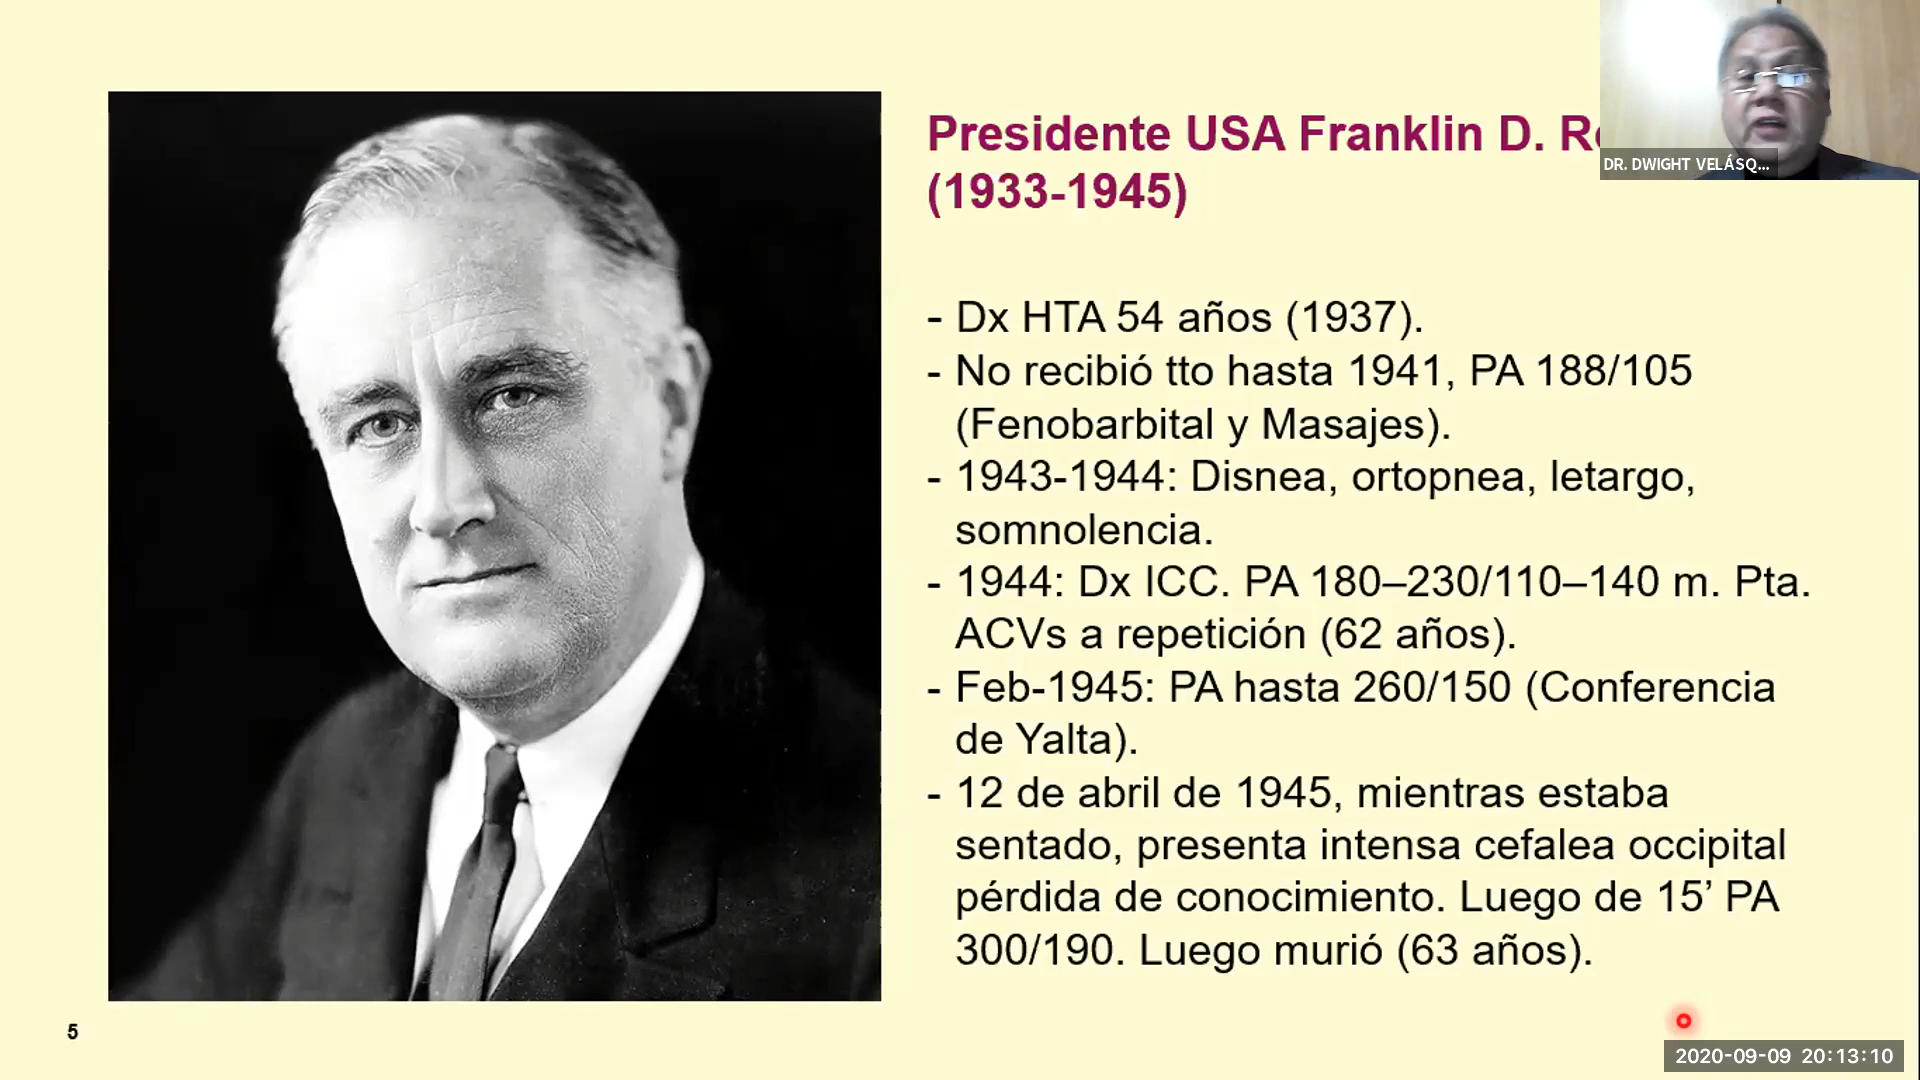 Presidente USA Franklin D.
(1933-1945)
DR. DWIGHT VELÁSQ...
- Dx HTA 54 años (1937).
- No recibió tto hasta 1941, PA 188/105
(Fenobarbital y Masajes).
- 1943-1944: Disnea, ortopnea, letargo,
somnolencia.
- 1944: Dx ICC. PA 180–230/110–140 m. Pta.
ACVs a repetición (62 años).
- Feb-1945: PA hasta 260/150 (Conferencia
de Yalta).
- 12 de abril de 1945, mientras estaba
sentado, presenta intensa cefalea occipital
pérdida de conocimiento. Luego de 15’ PA
300/190. Luego murió (63 años).
5
2020-09-09 20:13:10